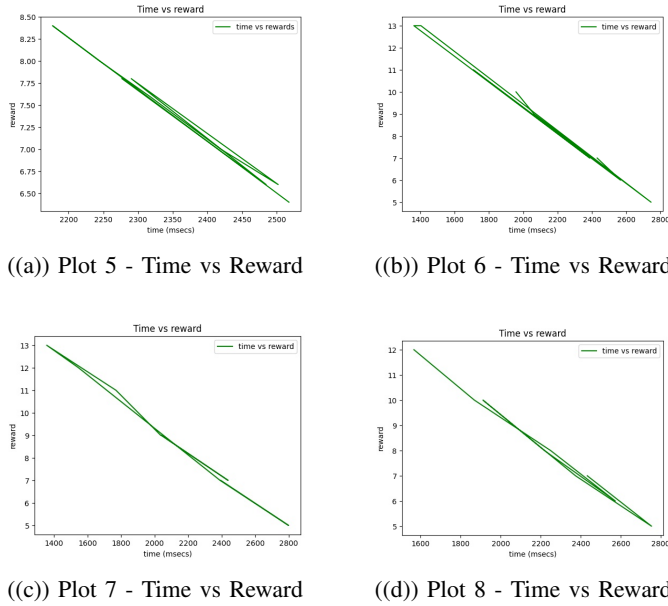 Time vs reward
8.50
8.25
8.00
7.75
7.50
7.25
7.00
6.75
6.50
reward
time vs rewards
2200 2250 2300 2350 2400 2450 2500
time (msecs)
((a)) Plot 5 - Time vs Reward
Time vs reward
13
12
11
10
9
8
7
6
5
reward
time vs reward
1400 1600 1800 2000 2200 2400 2600 2800
time (msecs)
((b)) Plot 6 - Time vs Reward
Time vs reward
13
12
11
10
9
8
7
6
5
reward
time vs reward
1400 1600 1800 2000 2200 2400 2600 2800
time (msecs)
((c)) Plot 7 - Time vs Reward
Time vs reward
12
11
10
9
8
7
6
5
reward
time vs reward
1600 1800 2000 2200 2400 2600 2800
time (msecs)
((d)) Plot 8 - Time vs Reward